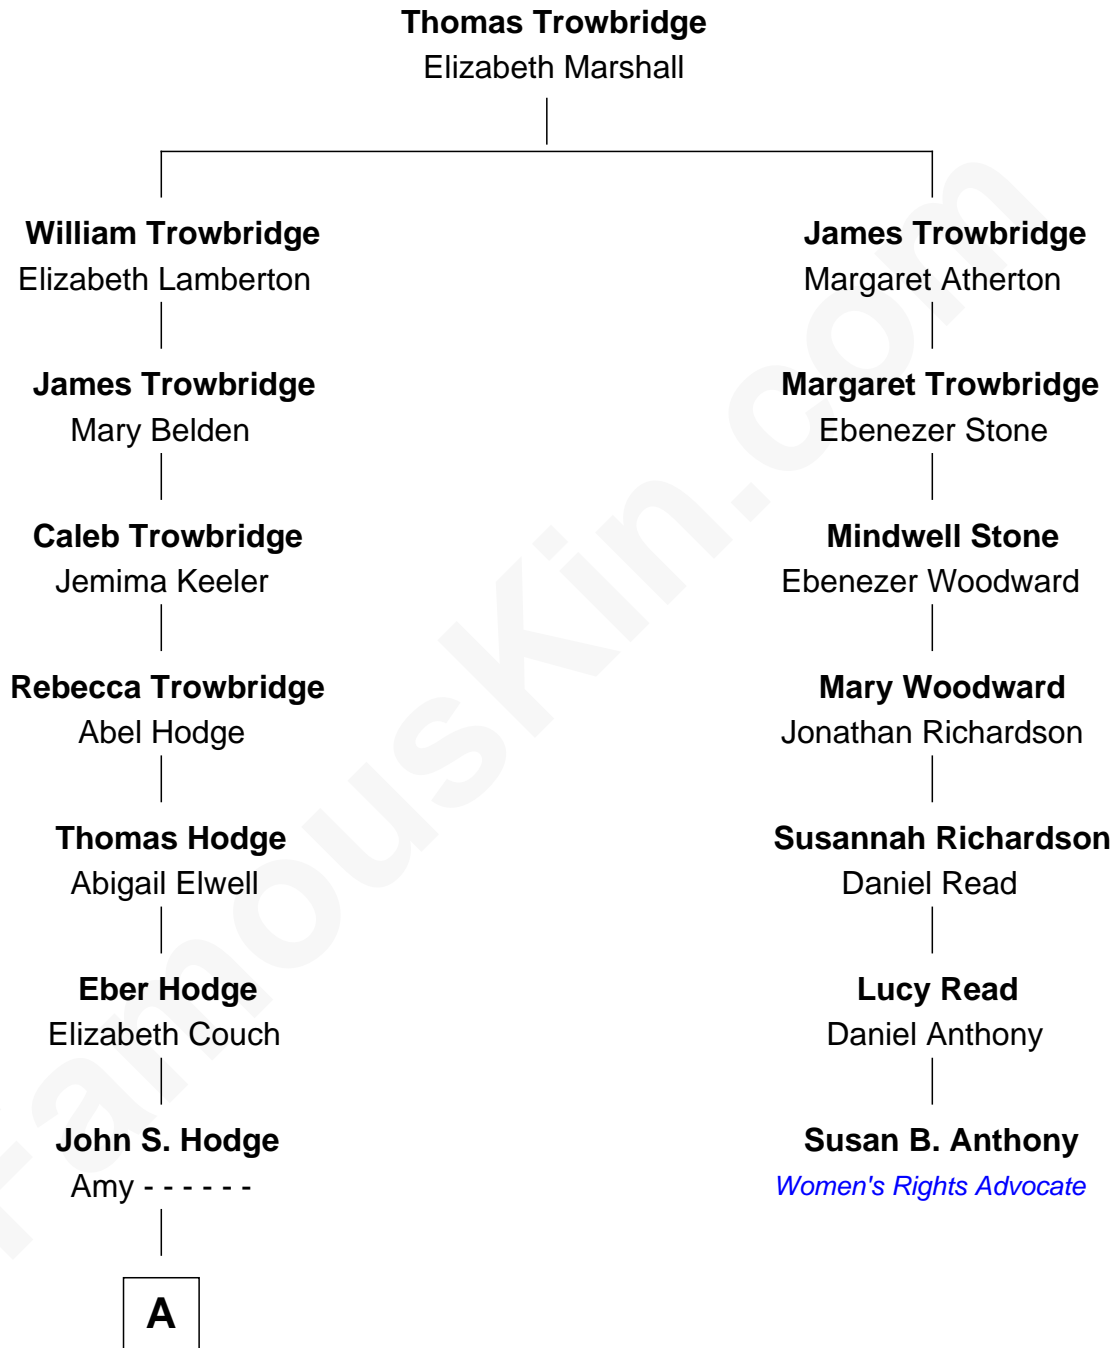 Thomas Trowbridge
Elizabeth Marshall
William Trowbridge
Elizabeth Lamberton
James Trowbridge
Margaret Atherton
James Trowbridge
Mary Belden
Margaret Trowbridge
Ebenezer Stone
Caleb Trowbridge
Jemima Keeler
Mindwell Stone
Ebenezer Woodward
Rebecca Trowbridge
Abel Hodge
Mary Woodward
Jonathan Richardson
Thomas Hodge
Abigail Elwell
Susannah Richardson
Daniel Read
Eber Hodge
Elizabeth Couch
Lucy Read
Daniel Anthony
John S. Hodge
Amy - - - - - -
Susan B. Anthony
Women's Rights Advocate
A
FamousKin.com